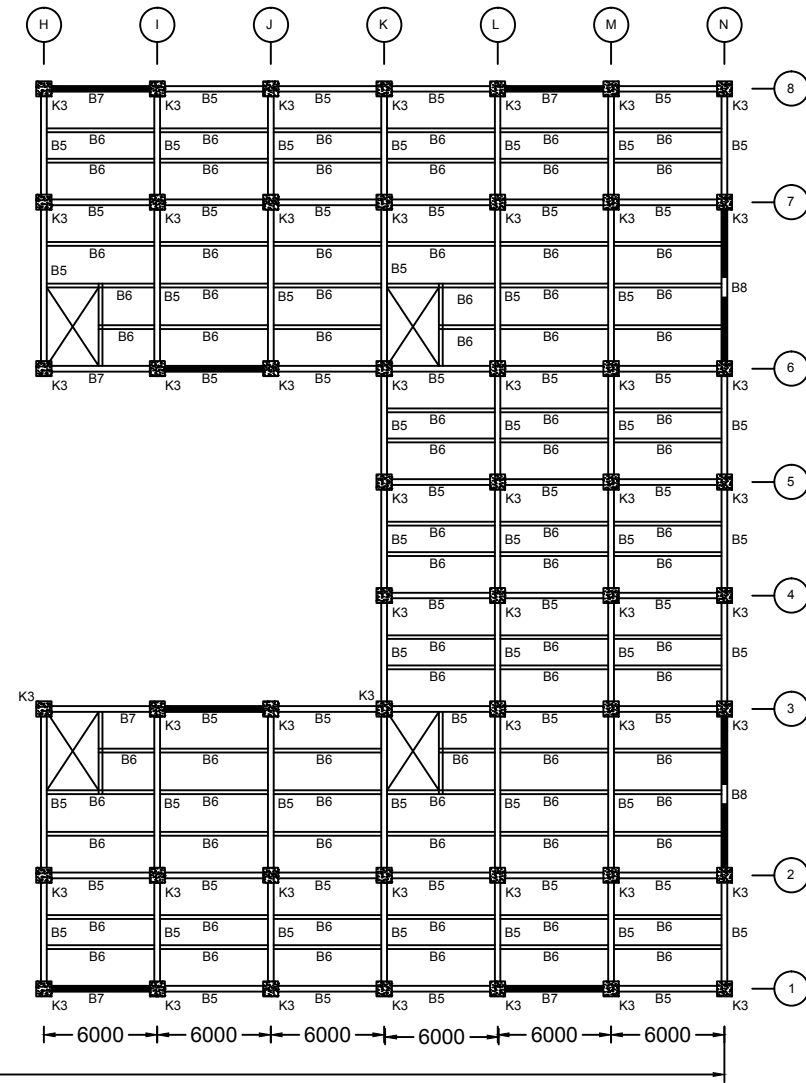 H I J K L M N
8
B7 B5 B5 B5 B7 B5
K3 K3 K3 K3 K3 K3 K3
B5 B6 B5 B6 B5 B6 B5 B6 B5 B6 B5 B6 B5
B6 B6 B6 B6 B6 B6
7
K3 B5 K3 B5 K3 B5 K3 B5 K3 B5 K3 B5 K3
B6 B6 B6 B6 B6 B6
B5 B5
B8
B6 B5 B6 B6 B6 B5 B6 B5 B6
B6 B6 B6 B6 B6 B6
6
K3 B7 K3 B5 K3 B5 K3 B5 K3 B5 K3 B5 K3
B5 B6 B5 B6 B5 B6 B5
B6 B6 B6
5
K3 B5 K3 B5 K3 B5 K3
B5 B6 B5 B6 B5 B6 B5
B6 B6 B6
4
K3 B5 K3 B5 K3 B5 K3
B5 B6 B5 B6 B5 B6 B5
B6 B6 B6
K3 K3
3
B7 K3 B5 K3 B5 B5 K3 B5 K3 B5 K3
B6 B6 B6 B6 B6 B6
B8
B5 B6 B5 B6 B5 B6 B5 B6 B5 B6 B5 B6
B6 B6 B6 B6 B6 B6
2
K3 B5 K3 B5 K3 B5 K3 B5 K3 B5 K3 B5 K3
B5 B6 B5 B6 B5 B6 B5 B6 B5 B6 B5 B6 B5
B6 B6 B6 B6 B6 B6
1
K3 B7 K3 B5 K3 B5 K3 B5 K3 B7 K3 B5 K3
6000 6000 6000 6000 6000 6000